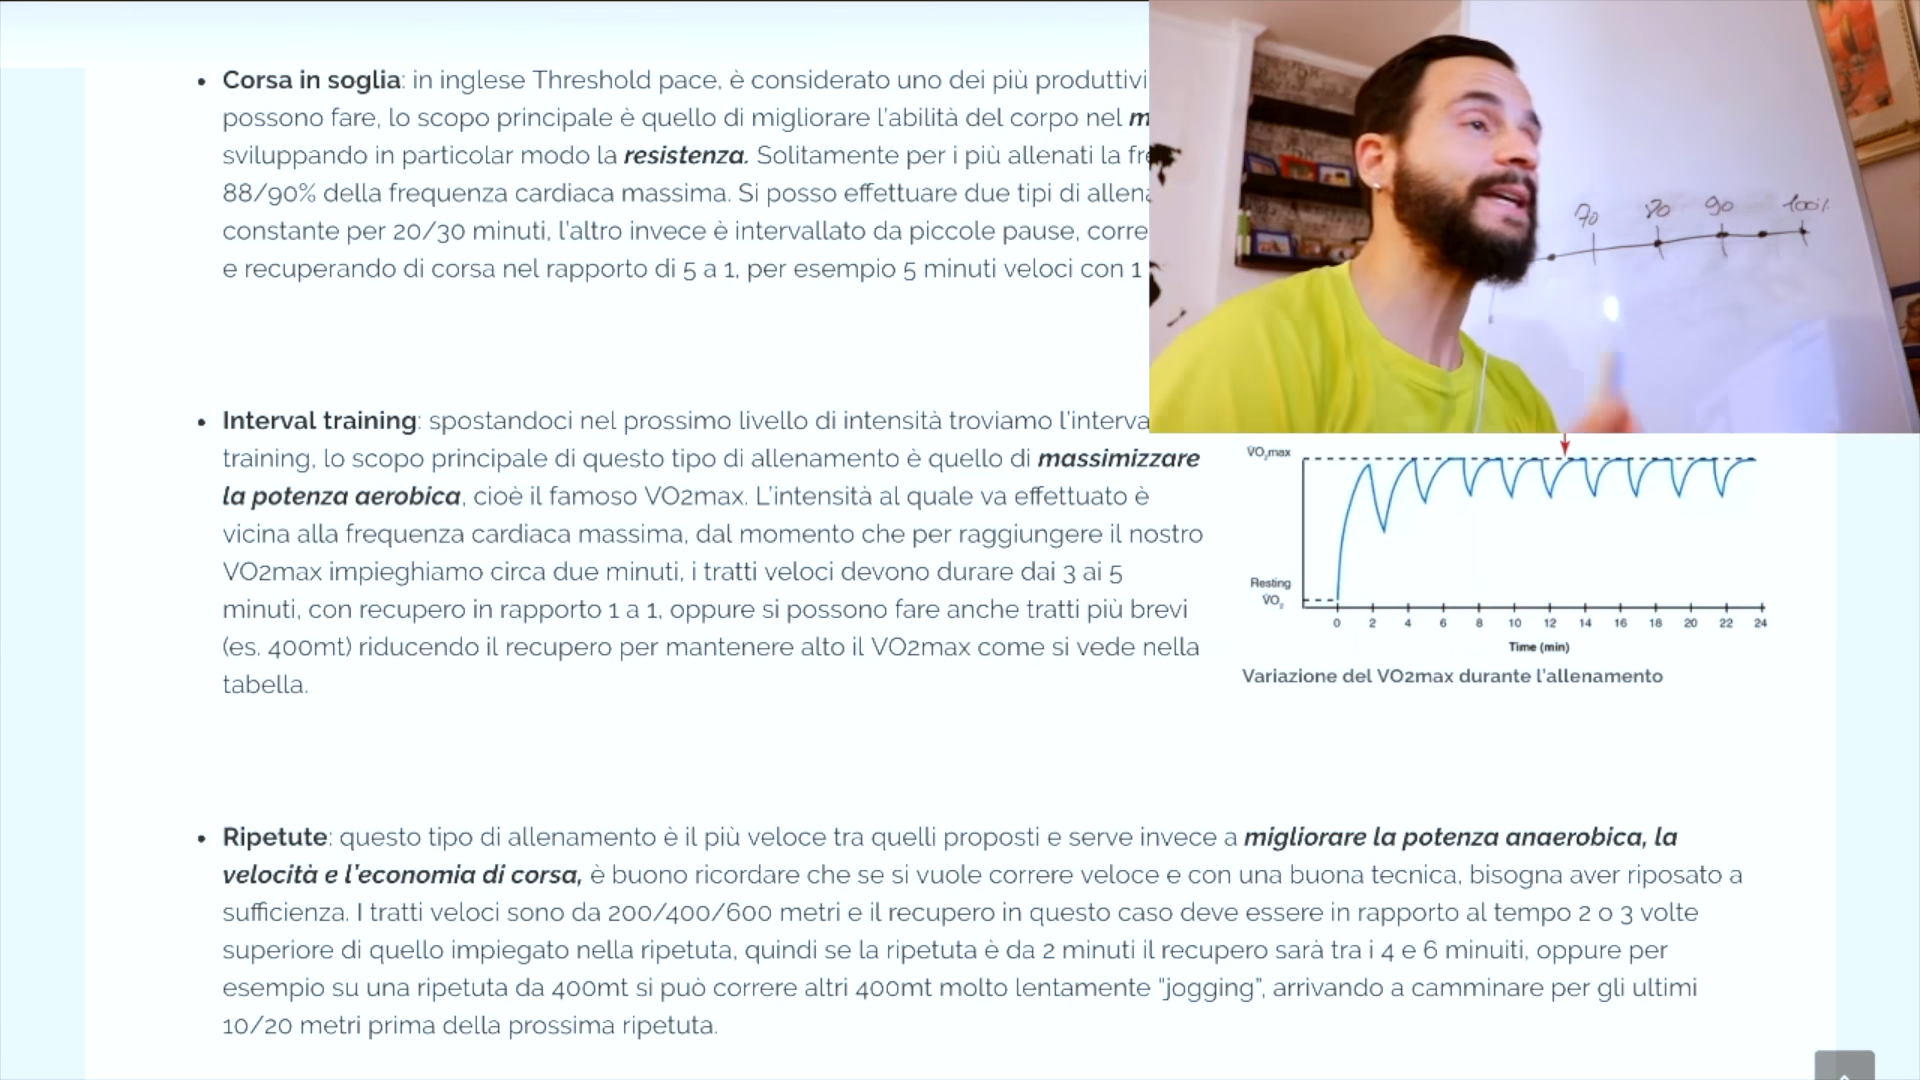 Corsa in soglia: in inglese Threshold pace, è considerato uno dei più produttivi
possono fare, lo scopo principale è quello di migliorare l'abilità del corpo nel
sviluppando in particolar modo la resistenza. Solitamente per i più allenati la
88/90% della frequenza cardiaca massima. Si posso effettuare due tipi di
constante per 20/30 minuti, l'altro invece è intervallato da piccole pause,
e recuperando di corsa nel rapporto di 5 a 1, per esempio 5 minuti veloci con 1
70 80 90 100%
Interval training: spostandoci nel prossimo livello di intensità troviamo l'interva
training, lo scopo principale di questo tipo di allenamento è quello di massimizzare
la potenza aerobica, cioè il famoso VO2max. L'intensità al quale va effettuato è
vicina alla frequenza cardiaca massima, dal momento che per raggiungere il nostro
VO2max impieghiamo circa due minuti, i tratti veloci devono durare dai 3 ai 5
minuti, con recupero in rapporto 1 a 1, oppure si possono fare anche tratti più brevi
(es. 400mt) riducendo il recupero per mantenere alto il VO2max come si vede nella
tabella.
V̇O₂max
Resting
V̇O₂
0 2 4 6 8 10 12 14 16 18 20 22 24
Time (min)
Variazione del VO2max durante l'allenamento
Ripetute: questo tipo di allenamento è il più veloce tra quelli proposti e serve invece a migliorare la potenza anaerobica, la
velocità e l'economia di corsa, è buono ricordare che se si vuole correre veloce e con una buona tecnica, bisogna aver riposato a
sufficienza. I tratti veloci sono da 200/400/600 metri e il recupero in questo caso deve essere in rapporto al tempo 2 o 3 volte
superiore di quello impiegato nella ripetuta, quindi se la ripetuta è da 2 minuti il recupero sarà tra i 4 e 6 minuiti, oppure per
esempio su una ripetuta da 400mt si può correre altri 400mt molto lentamente "jogging", arrivando a camminare per gli ultimi
10/20 metri prima della prossima ripetuta.